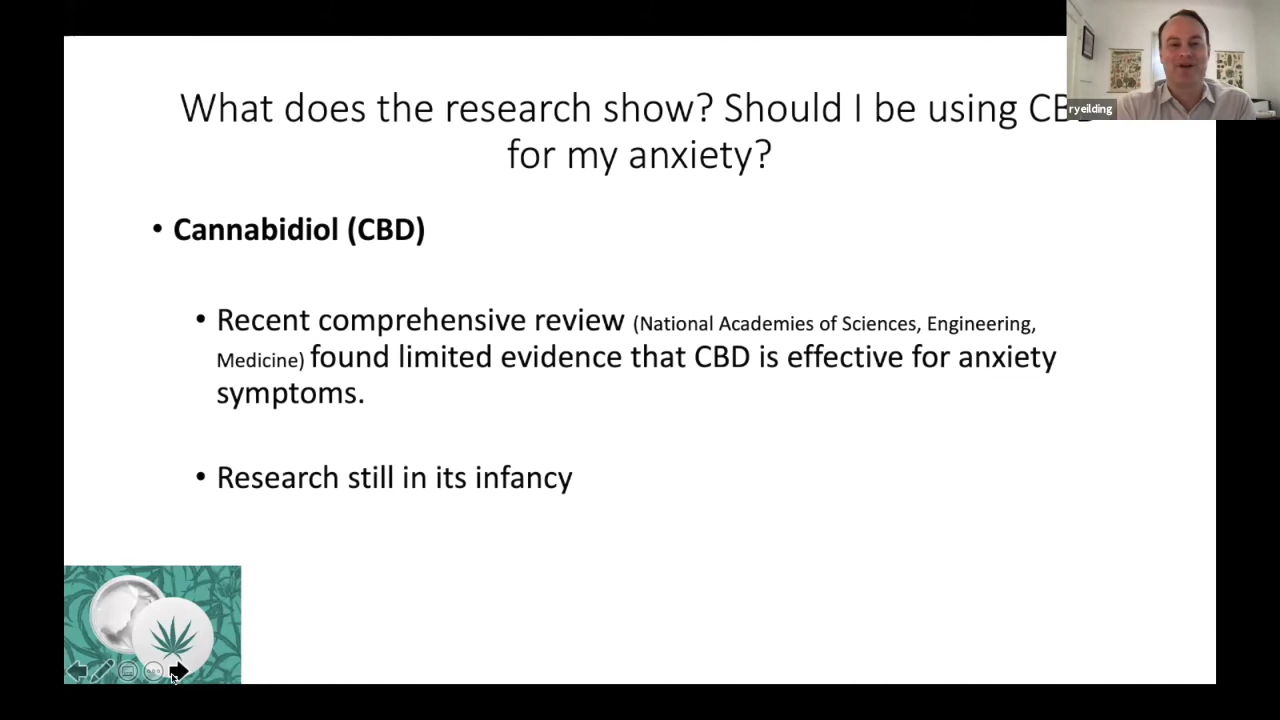 What does the research show? Should I be using CB
for my anxiety?
ryeilding
• Cannabidiol (CBD)
• Recent comprehensive review (National Academies of Sciences, Engineering,
Medicine) found limited evidence that CBD is effective for anxiety
symptoms.
• Research still in its infancy